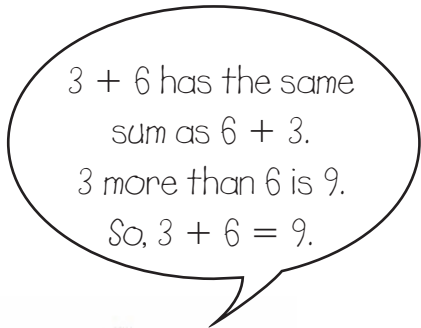 3 + 6 has the same
sum as 6 + 3.
3 more than 6 is 9.
So, 3 + 6 = 9.